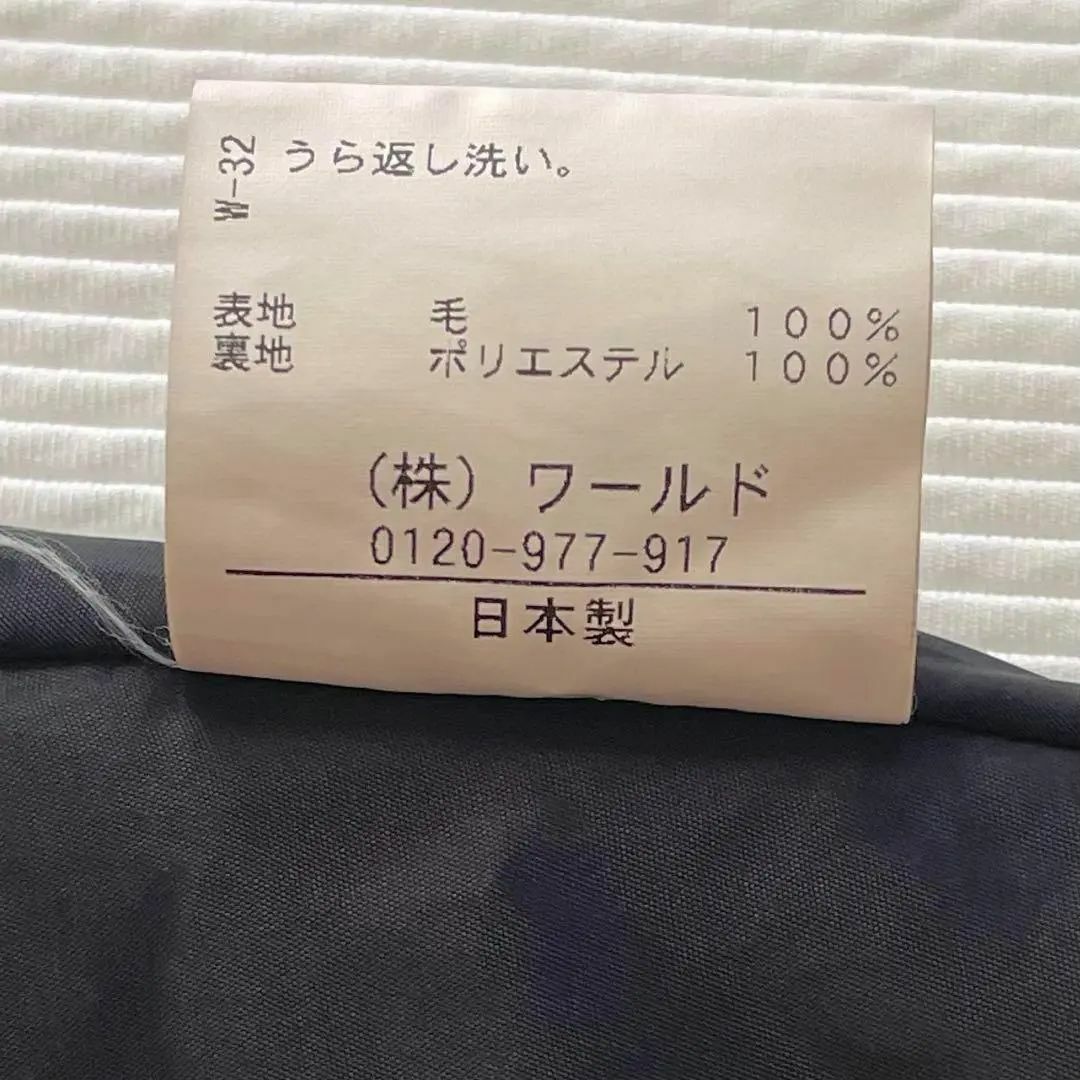 W-32
うら返し洗い。
表地 毛 100%
裏地 ポリエステル 100%
(株) ワールド
0120-977-917
日本製